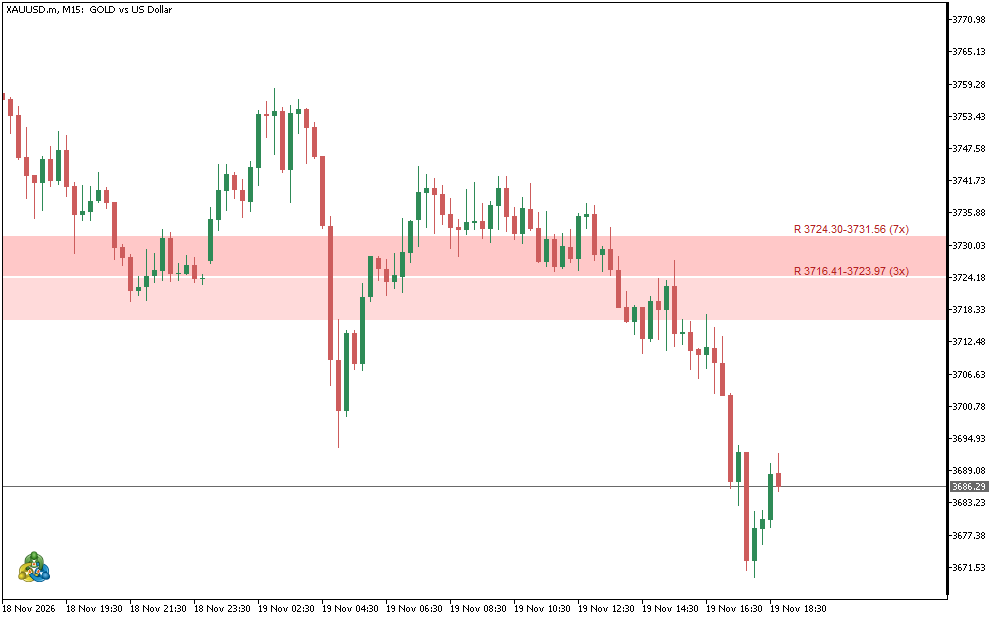 XAUUSD.m, M15: GOLD vs US Dollar
3770.98
3765.13
3759.28
3753.43
3747.58
3741.73
3735.88
R 3724.30-3731.56 (7x)
3730.03
R 3716.41-3723.97 (3x)
3724.18
3718.33
3712.48
3706.63
3700.78
3694.93
3689.08
3686.29
3683.23
3677.38
3671.53
18 Nov 2026
18 Nov 19:30
18 Nov 21:30
18 Nov 23:30
19 Nov 02:30
19 Nov 04:30
19 Nov 06:30
19 Nov 08:30
19 Nov 10:30
19 Nov 12:30
19 Nov 14:30
19 Nov 16:30
19 Nov 18:30